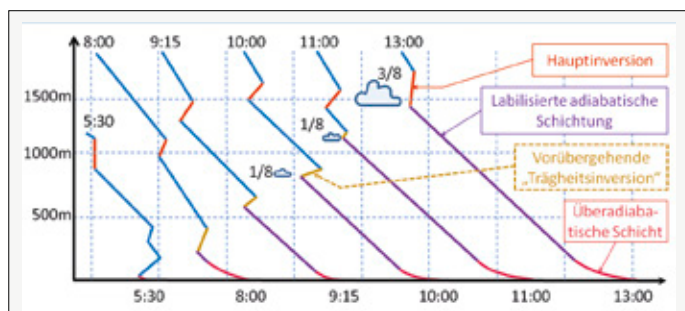 8:00 9:15 10:00 11:00 13:00
3/8
Hauptinversion
1500m
Labilisierte adiabatische
Schichtung
5:30
1/8
1000m
Vorübergehende
„Trägheitsinversion“
1/8
500m
Überadiaba-
tische Schicht
5:30 8:00 9:15 10:00 11:00 13:00